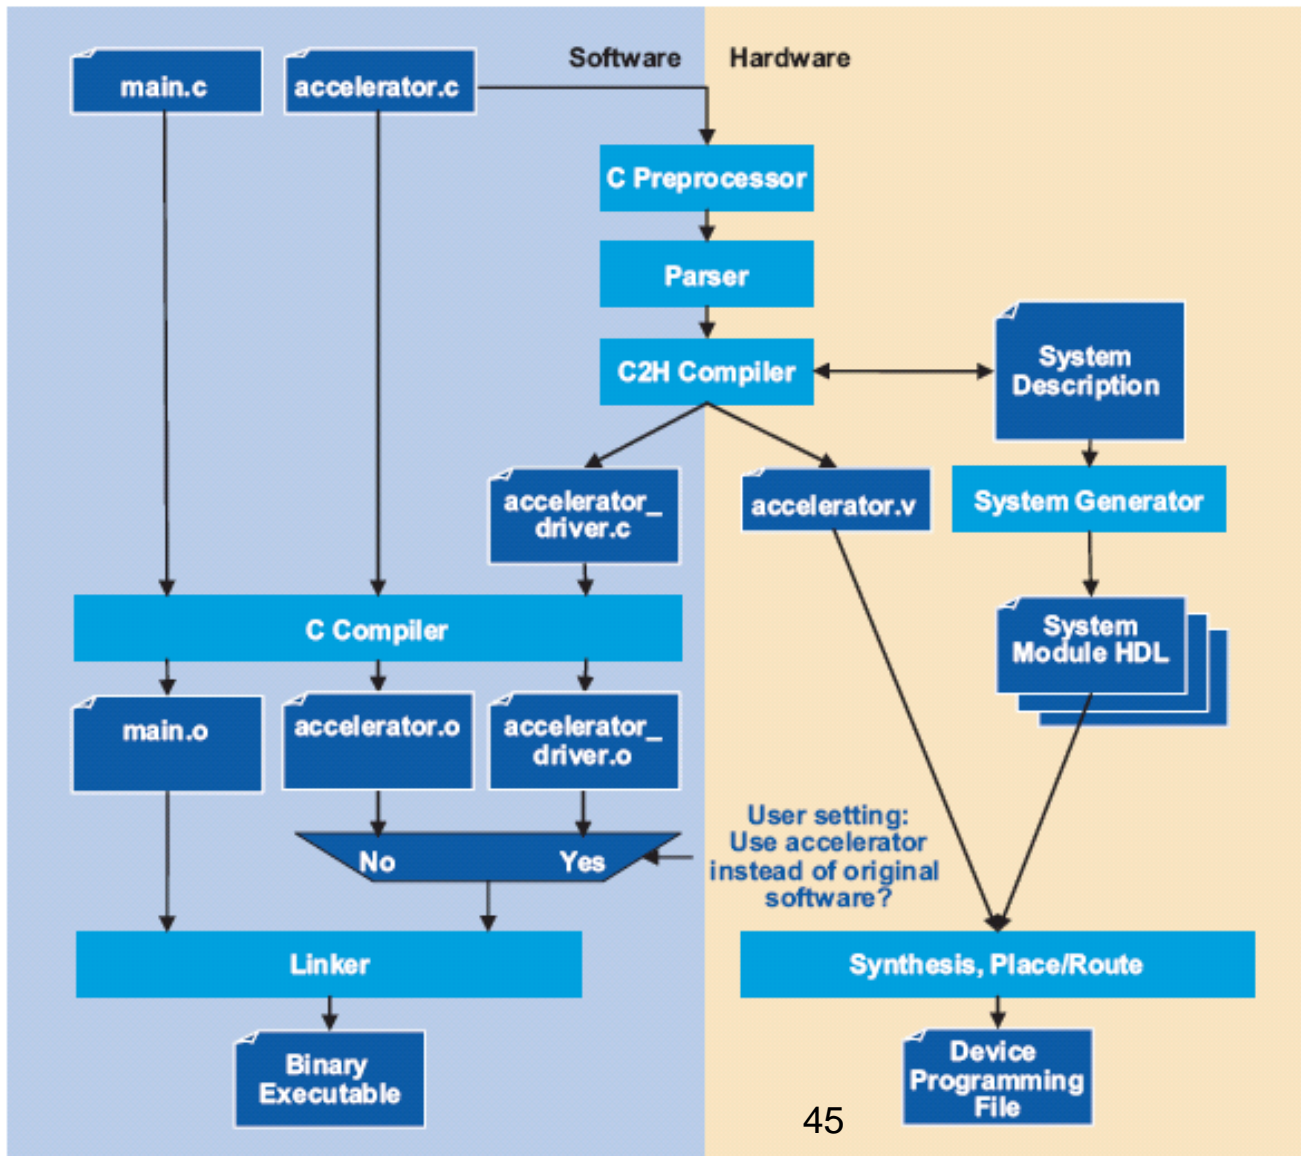 Software
Hardware
main.c
accelerator.c
C Preprocessor
Parser
C2H Compiler
System
Description
accelerator_
driver.c
accelerator.v
System Generator
C Compiler
System
Module HDL
main.o
accelerator.o
accelerator_
driver.o
User setting:
Use accelerator
instead of original
software?
No
Yes
Linker
Synthesis, Place/Route
Binary
Executable
Device
Programming
File
45